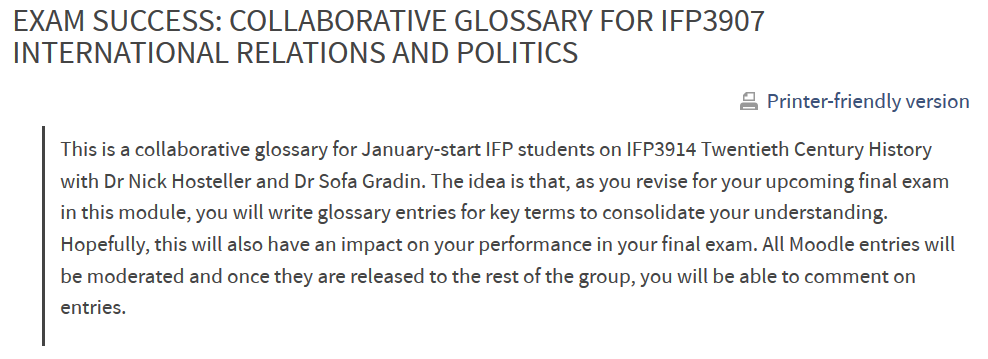 EXAM SUCCESS: COLLABORATIVE GLOSSARY FOR IFP3907
INTERNATIONAL RELATIONS AND POLITICS
Printer-friendly version
This is a collaborative glossary for January-start IFP students on IFP3914 Twentieth Century History
with Dr Nick Hosteller and Dr Sofa Gradin. The idea is that, as you revise for your upcoming final exam
in this module, you will write glossary entries for key terms to consolidate your understanding.
Hopefully, this will also have an impact on your performance in your final exam. All Moodle entries will
be moderated and once they are released to the rest of the group, you will be able to comment on
entries.